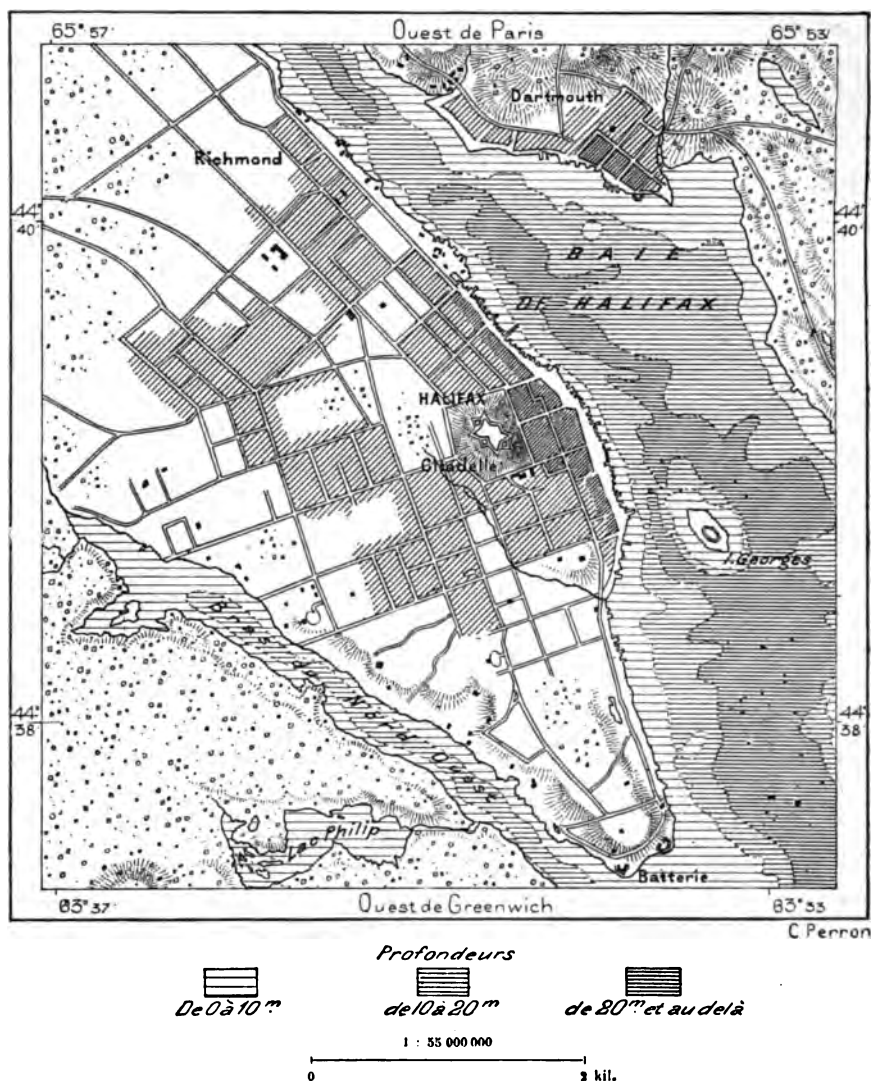 65° 57' Ouest de Paris 65° 53'
Dartmouth
Richmond
44°
40'
44°
40'
BAIE
DE HALIFAX
HALIFAX
Citadelle
I. Georges
Bras du Nord Ouest
44°
38'
44°
38'
Lac Philip
Batterie
63° 37' Ouest de Greenwich 63° 53'
C Perron
Profondeurs
De 0 à 10 m.
de 10 à 20 m
de 20 m. et au delà
1 : 55 000 000
0 2 kil.